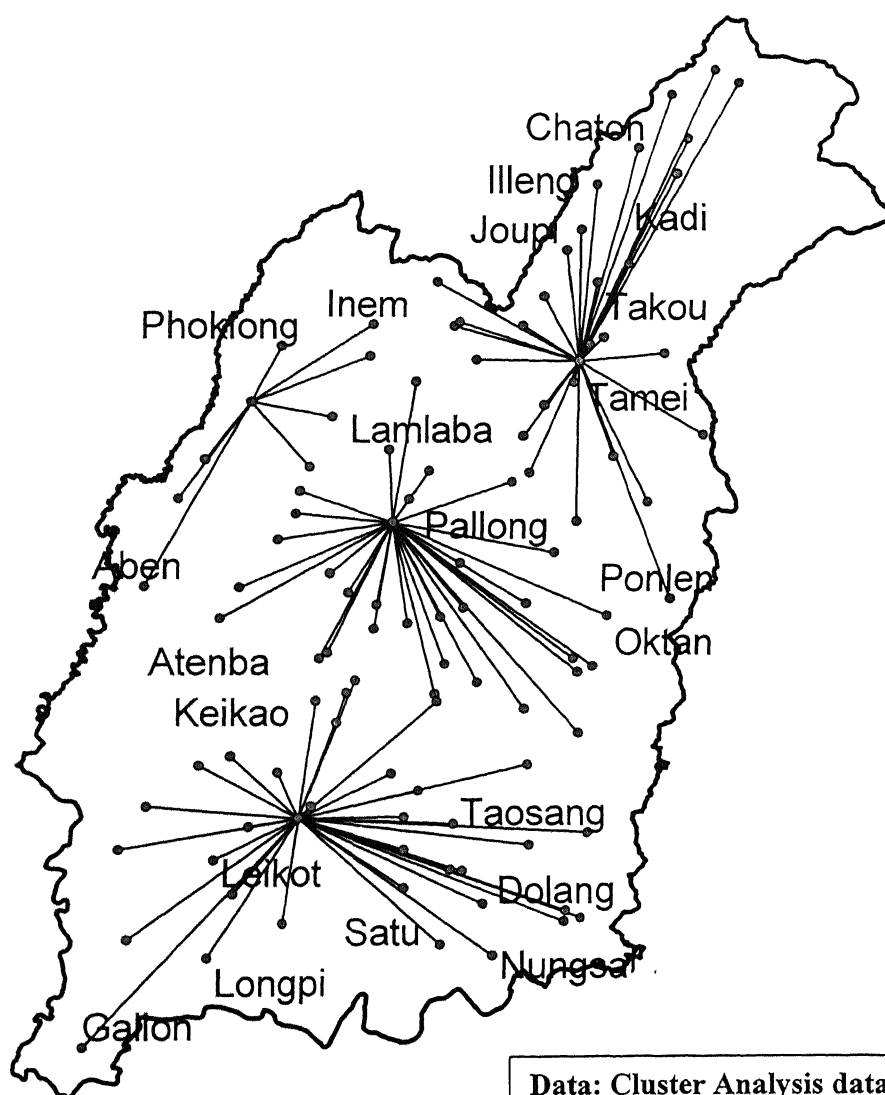 Chaton
Illeng
Kadi
Joupi
Inem
Takou
Phoklong
Tamei
Lamlaba
Pallong
Aben
Ponlen
Oktan
Atenba
Keikao
Taosang
Leikot
Dolang
Satu
Nungsai
Longpi
Gallon
Data: Cluster Analysis data